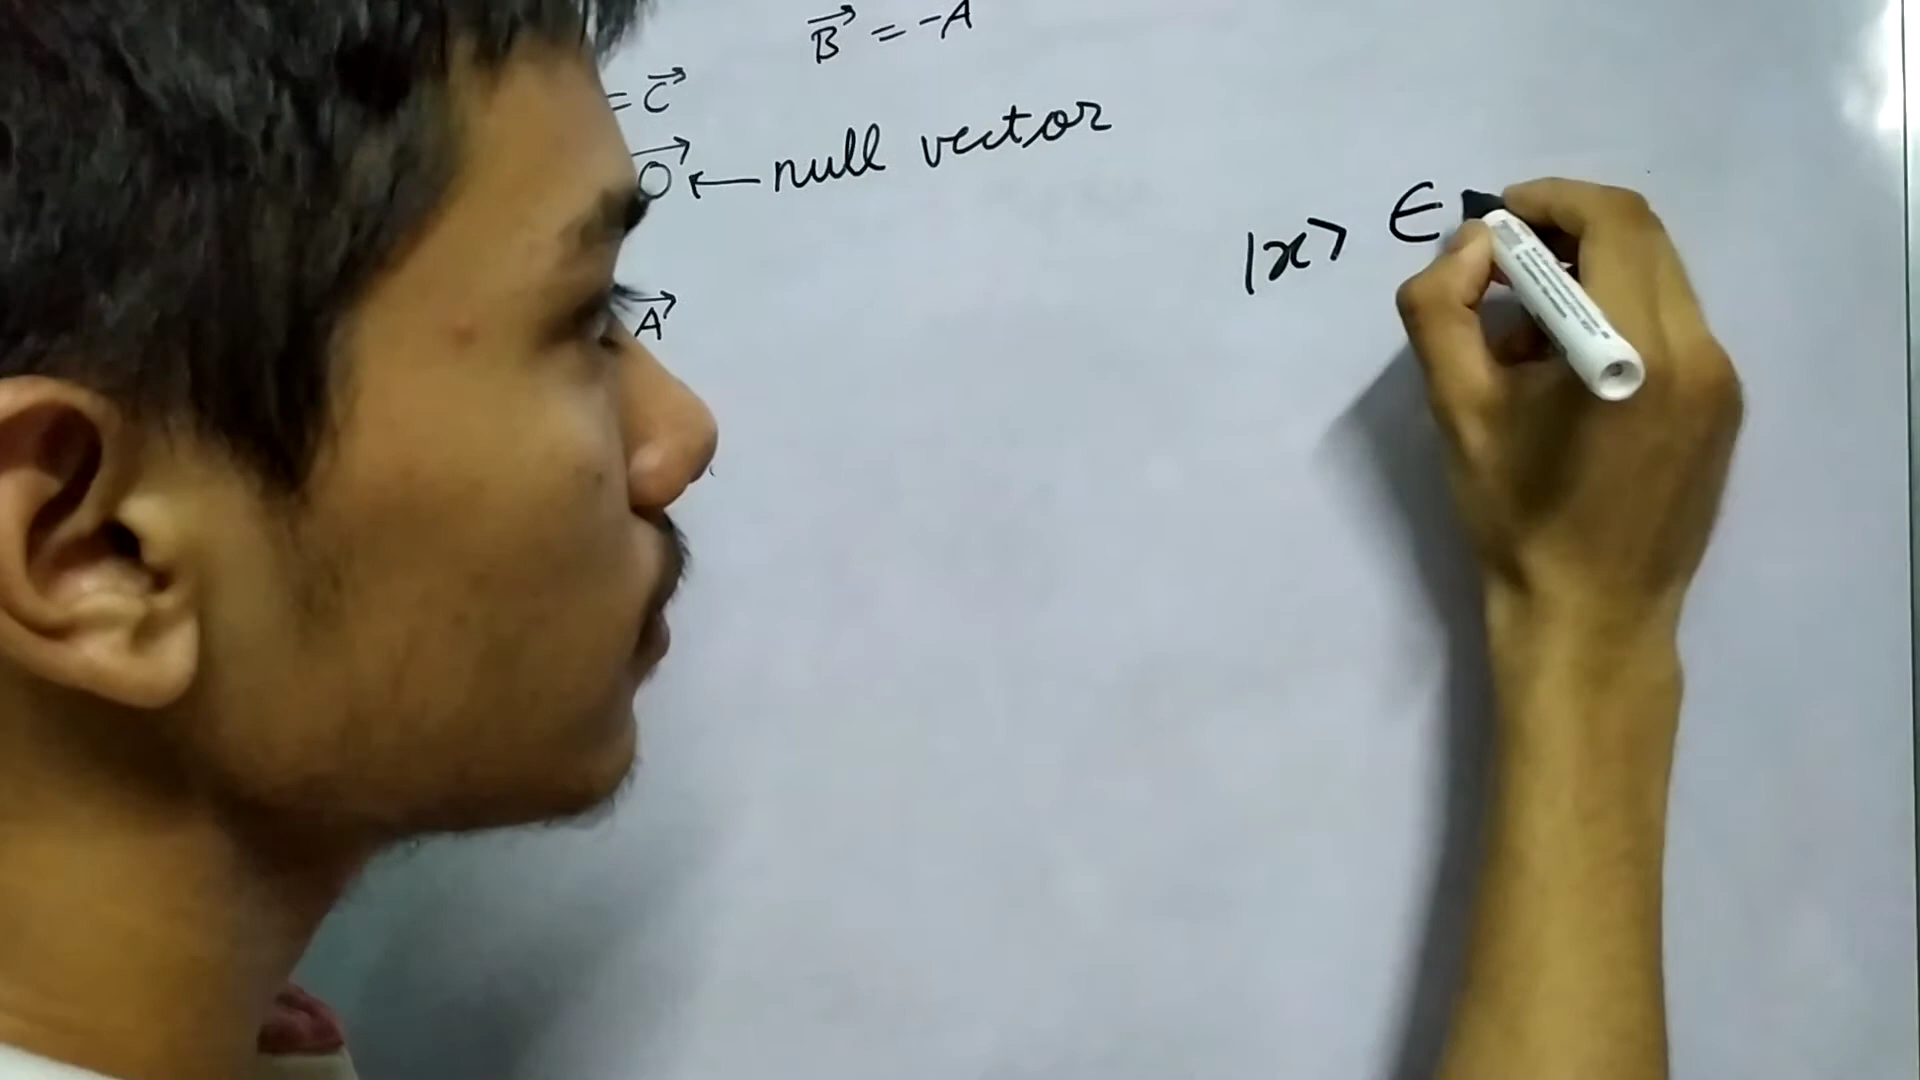 B⃗ = -A
= C⃗
O⃗ ← null vector
|x> ∈
A⃗